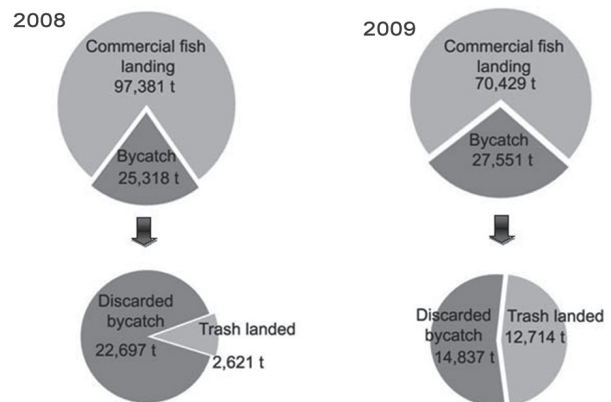 2008
Commercial fish
landing
97,381 t
Bycatch
25,318 t
Discarded
bycatch
22,697 t
Trash landed
2,621 t
2009
Commercial fish
landing
70,429 t
Bycatch
27,551 t
Discarded
bycatch
14,837 t
Trash landed
12,714 t